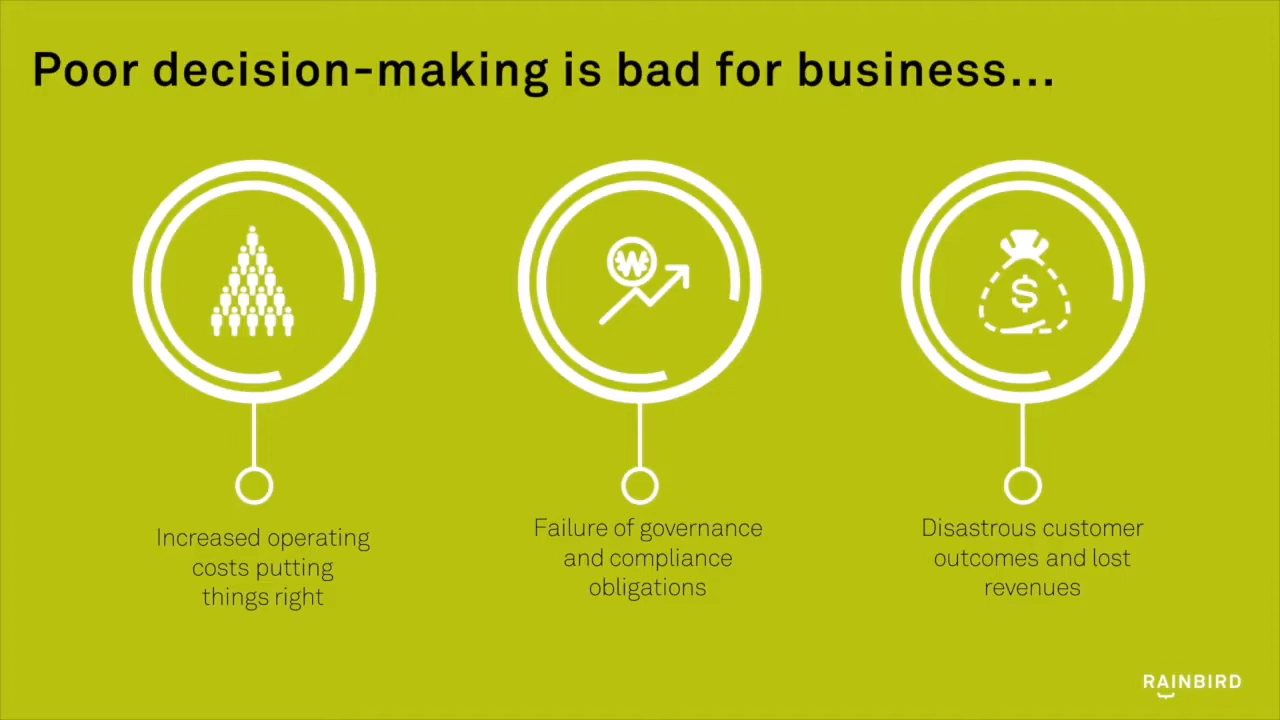 Poor decision-making is bad for business...
₩
$
Increased operating
costs putting
things right
Failure of governance
and compliance
obligations
Disastrous customer
outcomes and lost
revenues
RAINBIRD